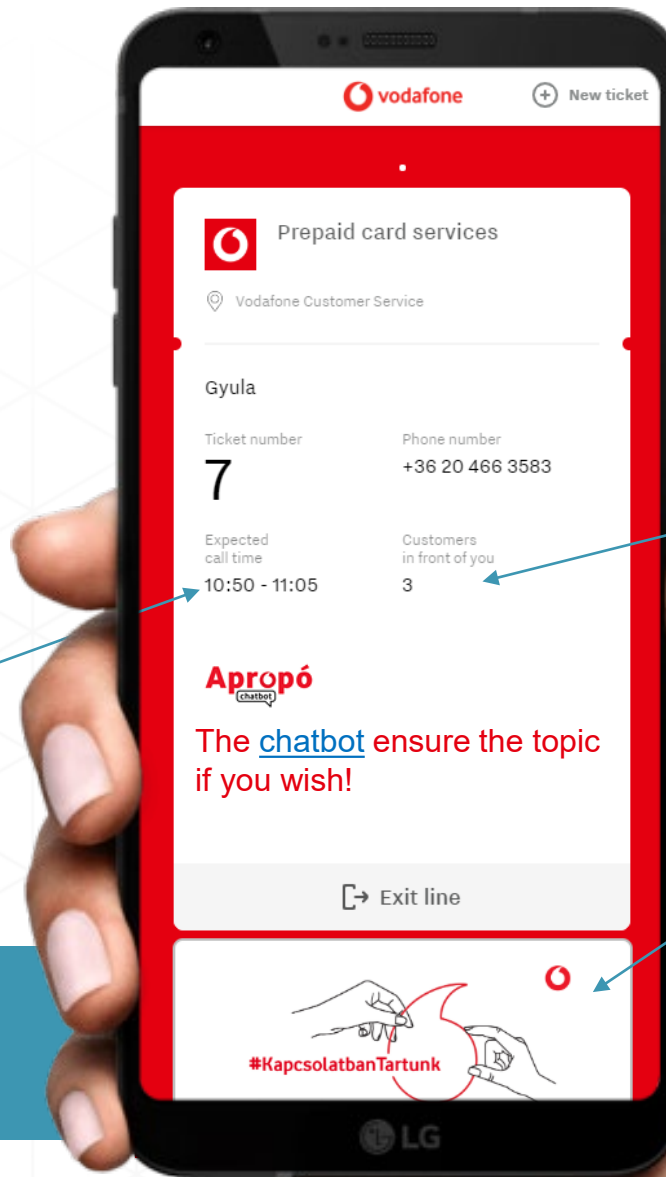 vodafone
New ticket
Prepaid card services
Vodafone Customer Service
Gyula
Ticket number
Phone number
7
+36 20 466 3583
Expected
call time
Customers
in front of you
10:50 - 11:05
3
Apropó
chatbot
The chatbot ensure the topic
if you wish!
Exit line
#KapcsolatbanTartunk
LG